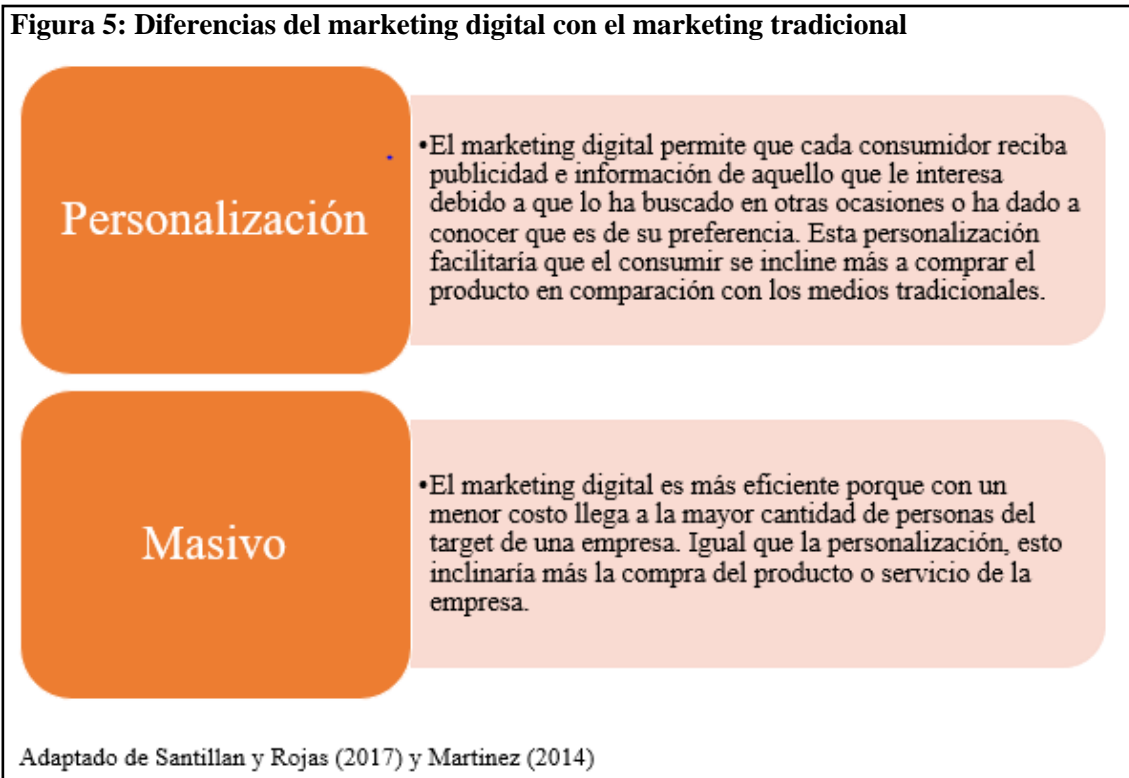 Figura 5: Diferencias del marketing digital con el marketing tradicional
Personalización
•El marketing digital permite que cada consumidor reciba
publicidad e información de aquello que le interesa
debido a que lo ha buscado en otras ocasiones o ha dado a
conocer que es de su preferencia. Esta personalización
facilitaría que el consumir se incline más a comprar el
producto en comparación con los medios tradicionales.
Masivo
•El marketing digital es más eficiente porque con un
menor costo llega a la mayor cantidad de personas del
target de una empresa. Igual que la personalización, esto
inclinaría más la compra del producto o servicio de la
empresa.
Adaptado de Santillan y Rojas (2017) y Martinez (2014)